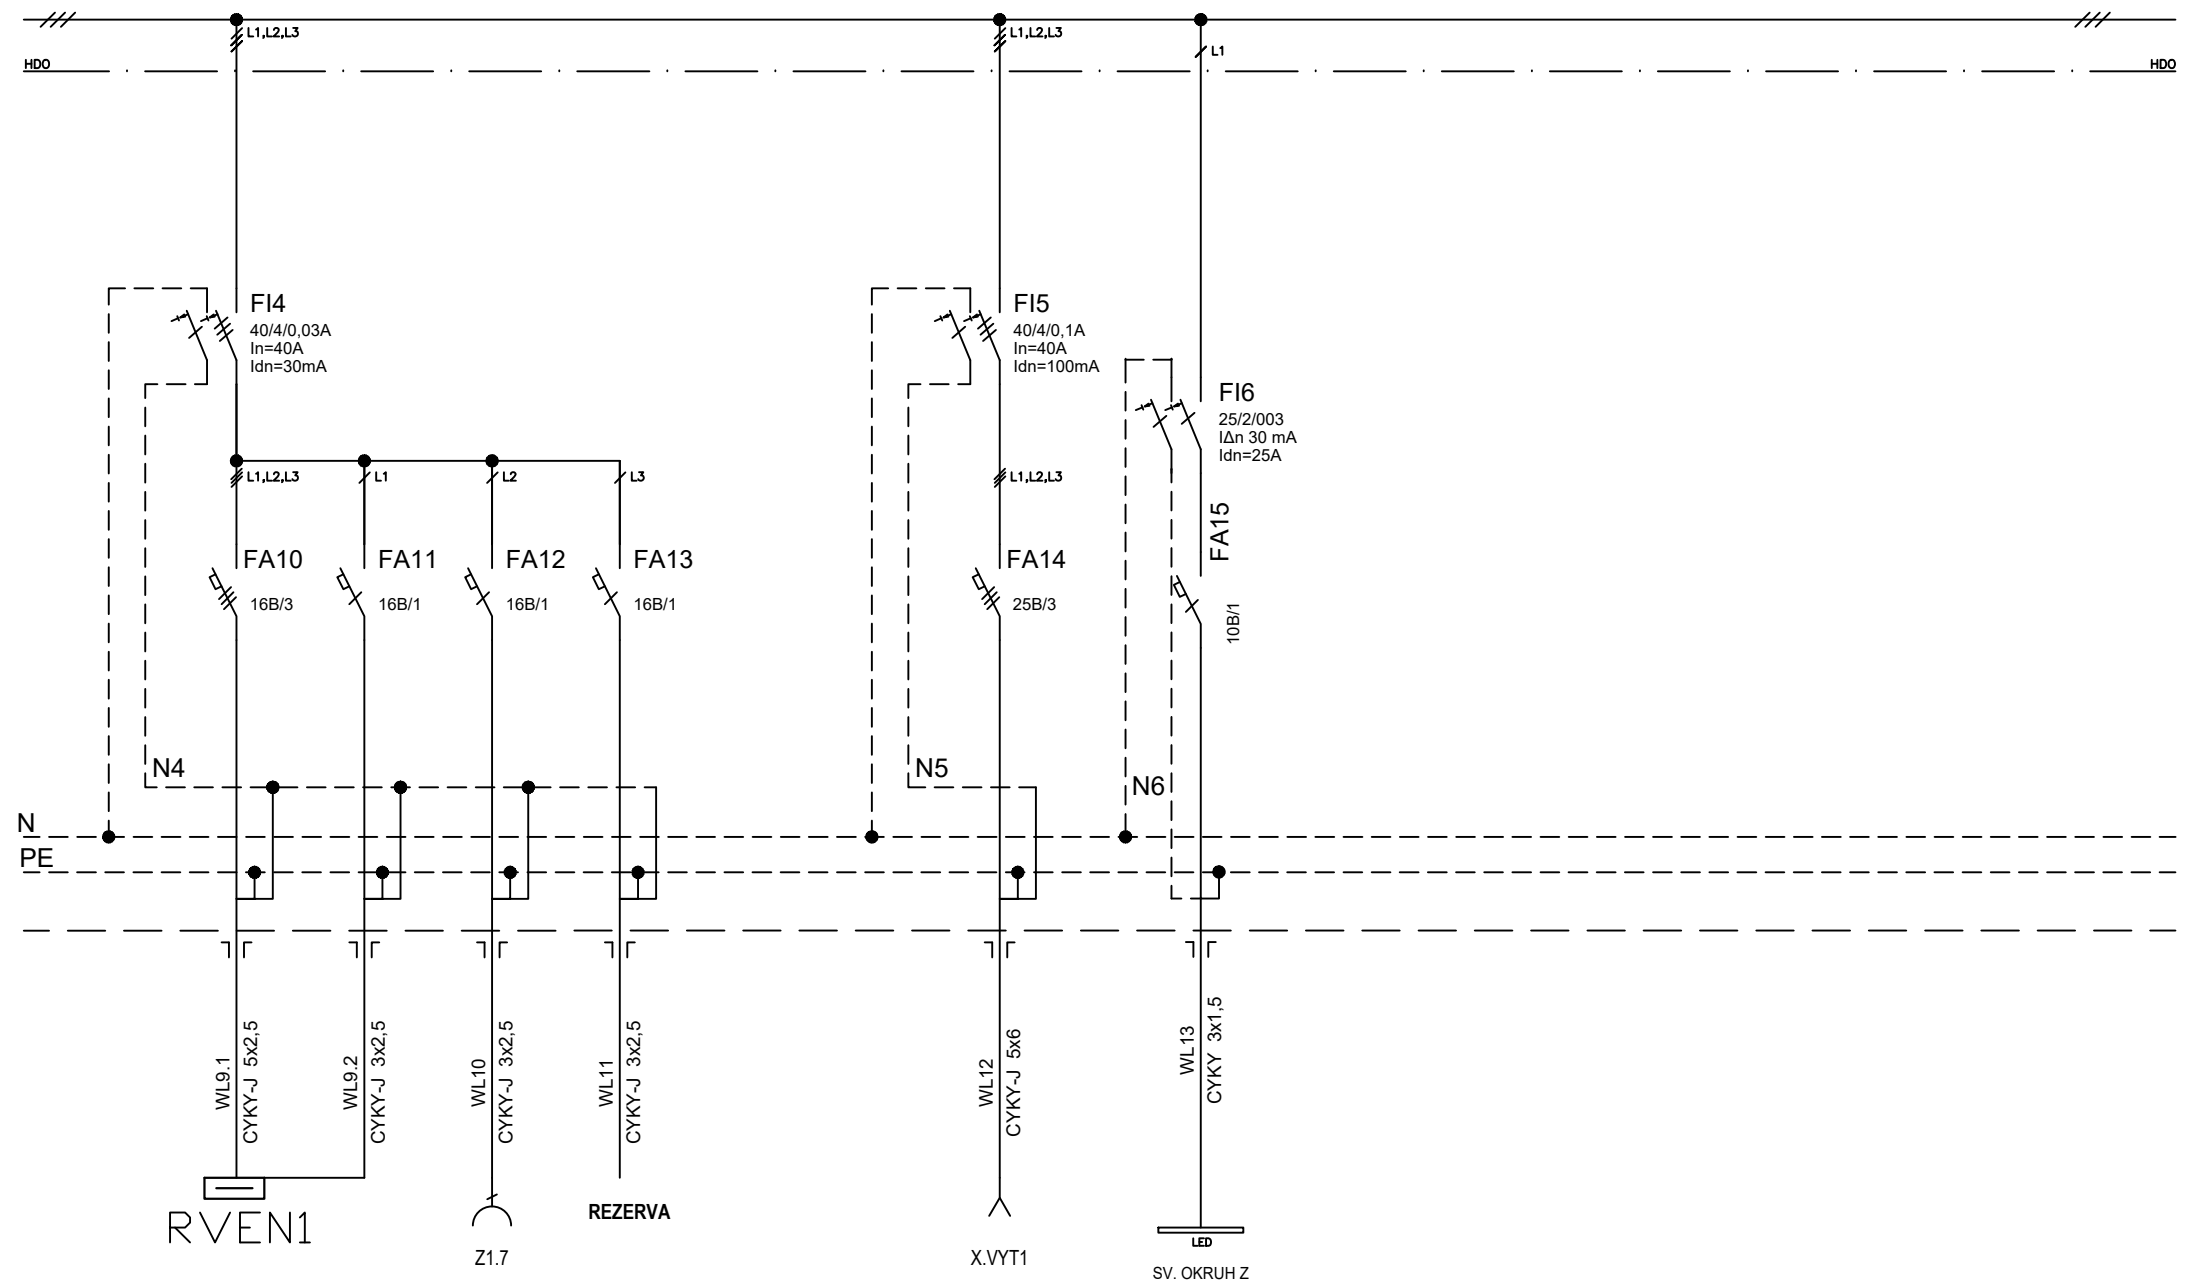 L1,L2,L3
L1,L2,L3
L1
HDO
HDO
FI4
40/4/0,03A
In=40A
Idn=30mA
FI5
40/4/0,1A
In=40A
Idn=100mA
FI6
25/2/003
IΔn 30 mA
Idn=25A
L1,L2,L3
L1
L2
L3
L1,L2,L3
FA10
16B/3
FA11
16B/1
FA12
16B/1
FA13
16B/1
FA14
25B/3
FA15
10B/1
N4
N5
N6
N
PE
WL9.1
CYKY-J 5x2,5
WL9.2
CYKY-J 3x2,5
WL10
CYKY-J 3x2,5
WL11
CYKY-J 3x2,5
WL12
CYKY-J 5x6
WL13
CYKY 3x1,5
RVEN1
Z1.7
REZERVA
X.VYT1
LED
SV. OKRUH Z